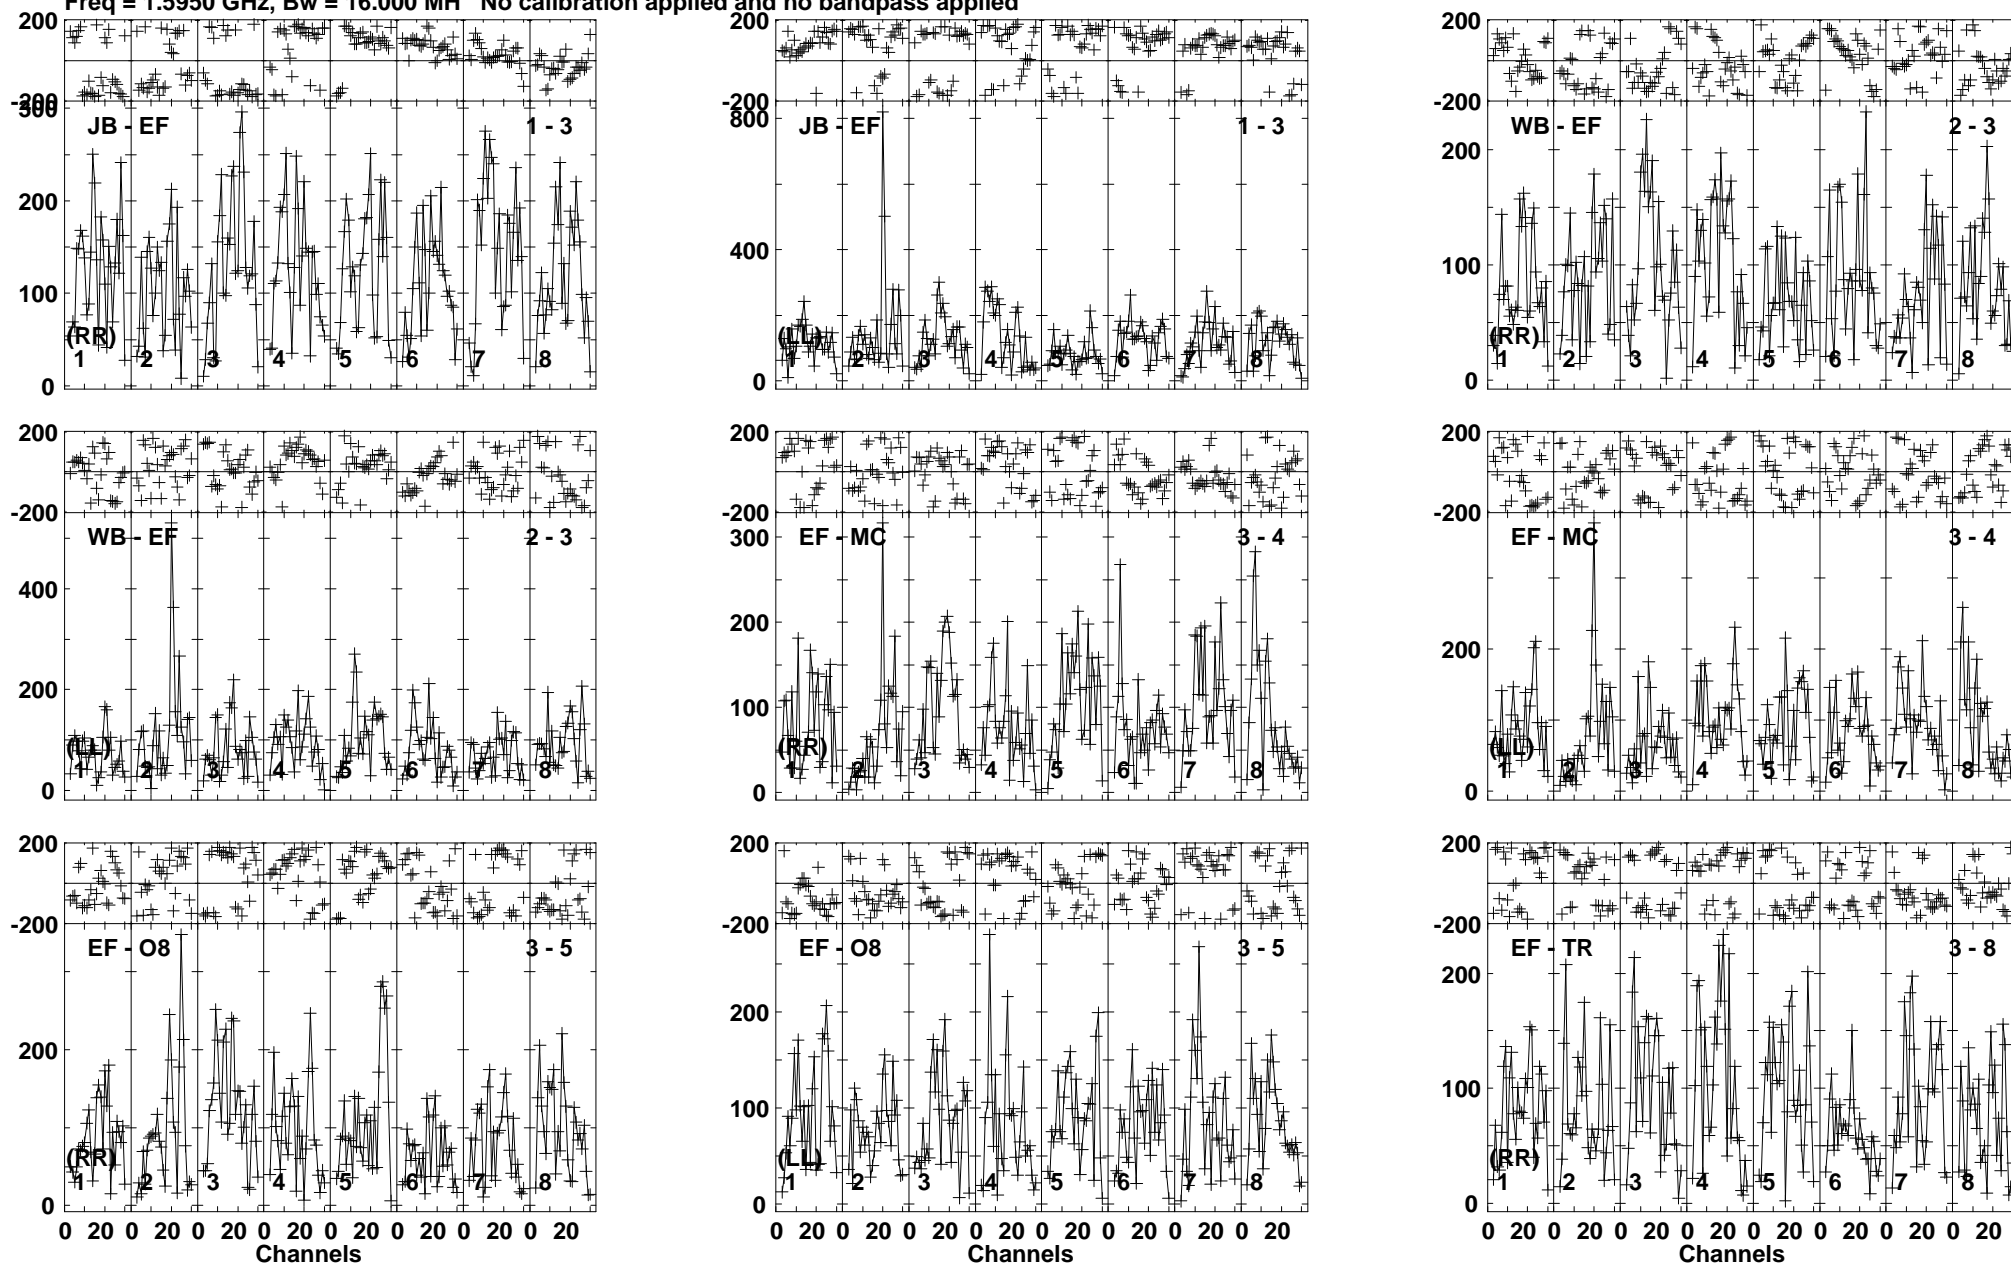 Freq = 1.5950 GHz, Bw = 16.000 MH No calibration applied and no bandpass applied
200 200 200
-200 -200 -200
300 JB - EF 1 - 3 800 JB - EF 1 - 3 WB - EF 2 - 3
200 400 200
100 100
(RR) (LL) (RR)
1 2 3 4 5 6 7 8 1 2 3 4 5 6 7 8 1 2 3 4 5 6 7 8
0 0 0
200 200 200
-200 -200 -200
WB - EF 2 - 3 300 EF - MC 3 - 4 EF - MC 3 - 4
400 200 200
200 100
(LL) (RR) (LL)
1 2 3 4 5 6 7 8 1 2 3 4 5 6 7 8 1 2 3 4 5 6 7 8
0 0 0
200 200 200
-200 -200 -200
EF - O8 3 - 5 EF - O8 3 - 5 EF - TR 3 - 8
200 200 200
100 100
(RR) (LL) (RR)
1 2 3 4 5 6 7 8 1 2 3 4 5 6 7 8 1 2 3 4 5 6 7 8
0 0 0
0 20 0 20 0 20 0 20 0 20 0 20 0 20 0 20 0 20 0 20 0 20 0 20 0 20 0 20 0 20 0 20 0 20 0 20 0 20 0 20 0 20 0 20 0 20 0 20
Channels Channels Channels